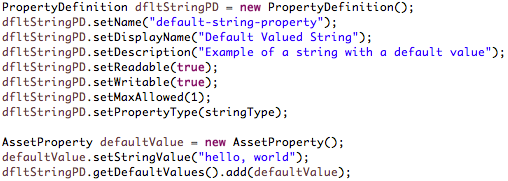 PropertyDefinition dfltStringPD = new PropertyDefinition();
dfltStringPD.setName("default-string-property");
dfltStringPD.setDisplayName("Default Valued String");
dfltStringPD.setDescription("Example of a string with a default value");
dfltStringPD.setReadable(true);
dfltStringPD.setWritable(true);
dfltStringPD.setMaxAllowed(1);
dfltStringPD.setPropertyType(stringType);

AssetProperty defaultValue = new AssetProperty();
defaultValue.setStringValue("hello, world");
dfltStringPD.getDefaultValues().add(defaultValue);